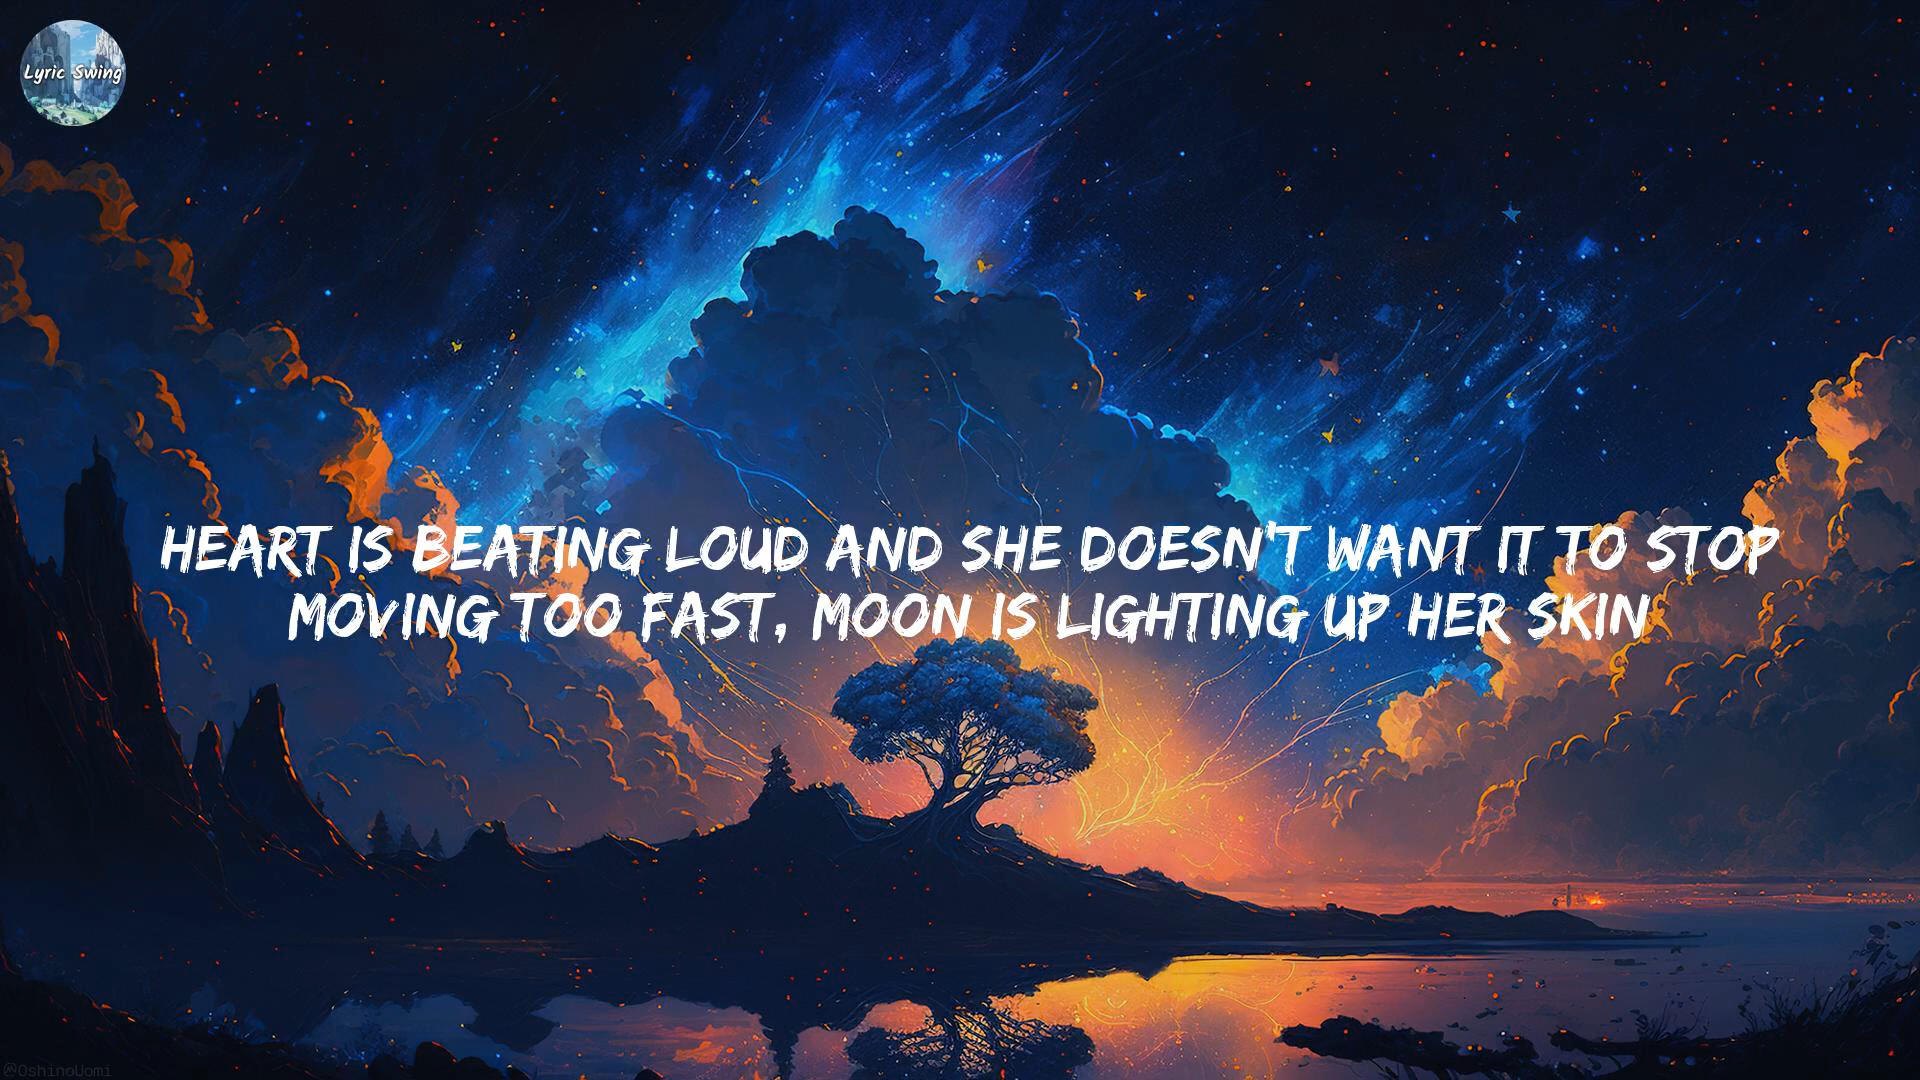 Lyric Swing
HEART IS BEATING LOUD AND SHE DOESN'T WANT IT TO STOP
MOVING TOO FAST, MOON IS LIGHTING UP HER SKIN
@OshinoUomi